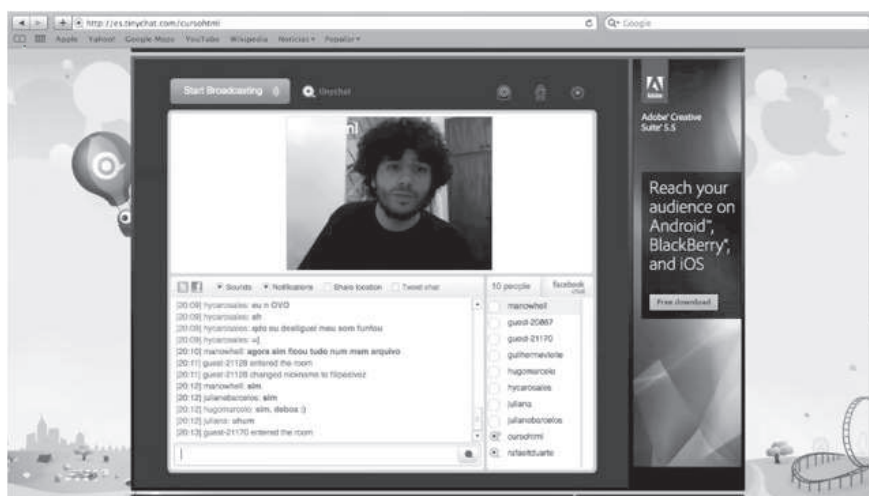 http://es.tinychat.com/cursohtml
Google
Apple Yahoo! Google Maps YouTube Wikipedia Noticias Popular
Start Broadcasting
tinychat
Adobe
Adobe® Creative
Suite® 5.5
Reach your
audience on
Android™,
BlackBerry®,
and iOS
Free download
Sounds Notifications Share location Tweet chat
10 people
facebook
chat
[20:09] hycarosales: eu n OVO
[20:09] hycarosales: ah
[20:09] hycarosales: qdo eu desliguei meu som funfou
[20:09] hycarosales: =]
[20:10] manowhell: agora sim ficou tudo num mam arquivo
[20:11] guest-21128 entered the room
[20:11] guest-21128 changed nickname to
[20:12] manowhell: sim
[20:12] julianabarcelos: sim
[20:12] hugomarcelo: sim, deboa :)
[20:12] juliana: uhum
[20:13] guest-21170 entered the room
manowhell
guest-20867
guest-21170
hugomarcelo
hycarosales
juliana
julianabarcelos
cursohtml
rafaeltduarte